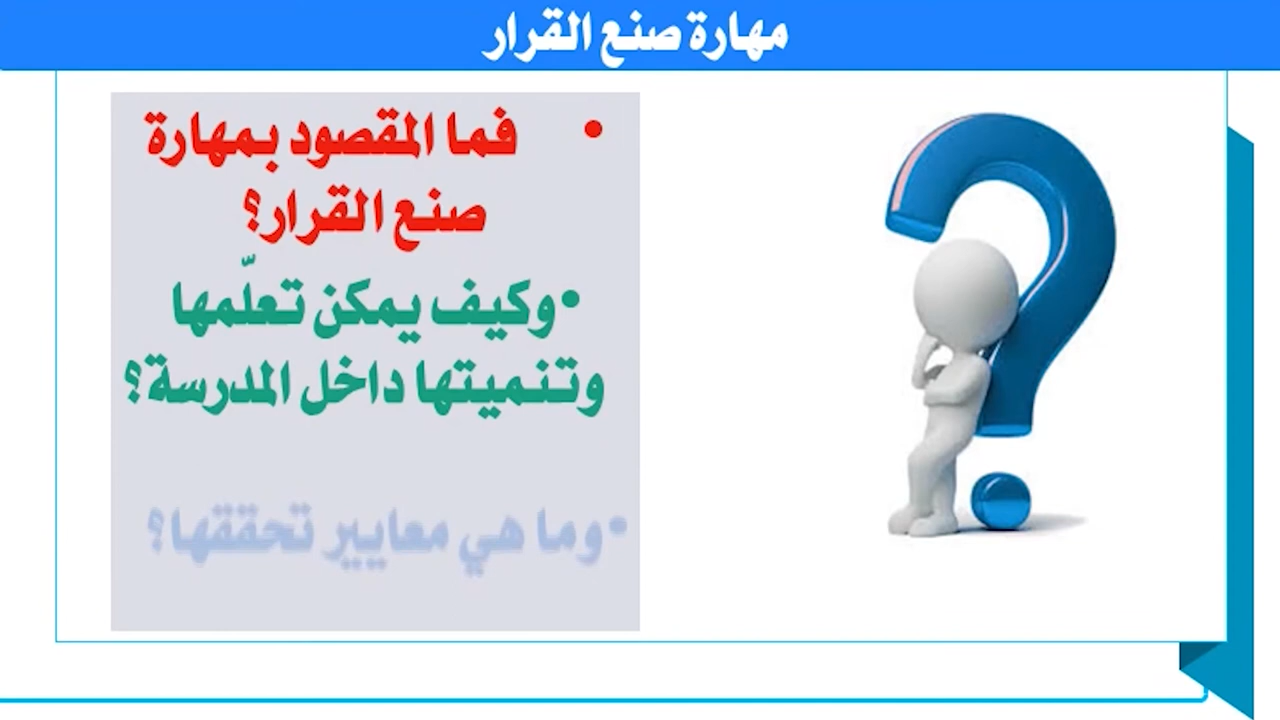 مهارة صنع القرار
• فما المقصود بمهارة
صنع القرار؟
•وكيف يمكن تعلّمها
وتنميتها داخل المدرسة؟
•وما هي معايير تحققها؟